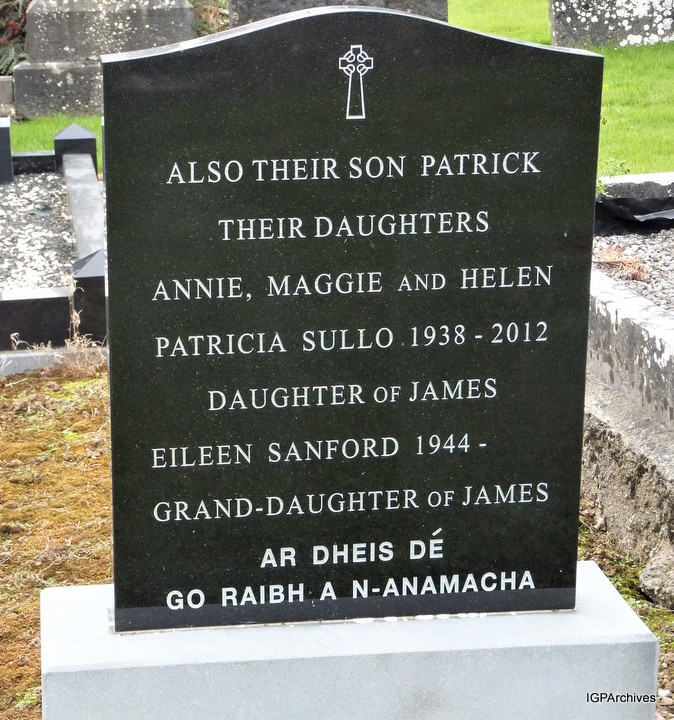 ALSO THEIR SON PATRICK
THEIR DAUGHTERS
ANNIE, MAGGIE AND HELEN
PATRICIA SULLO 1938 - 2012
DAUGHTER OF JAMES
EILEEN SANFORD 1944 -
GRAND-DAUGHTER OF JAMES
AR DHEIS DÉ
GO RAIBH A N-ANAMACHA
IGPArchives